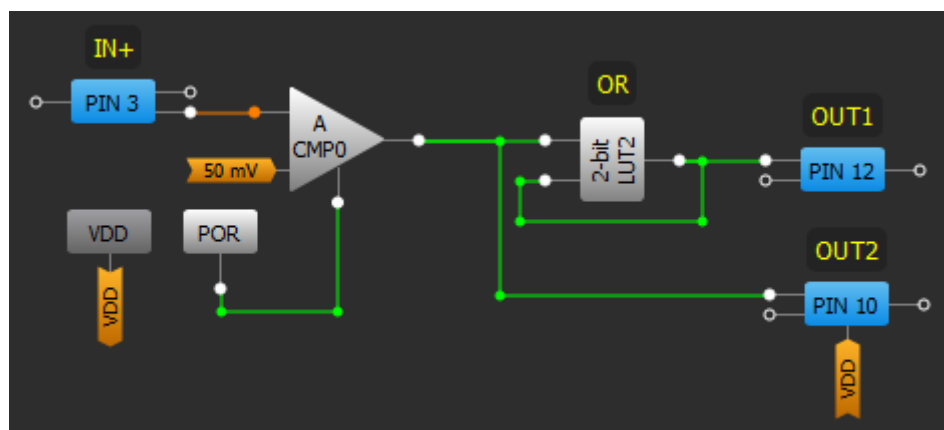 IN+
PIN 3
A
CMP0
50 mV
VDD
POR
VDD
OR
2-bit
LUT2
OUT1
PIN 12
OUT2
PIN 10
VDD